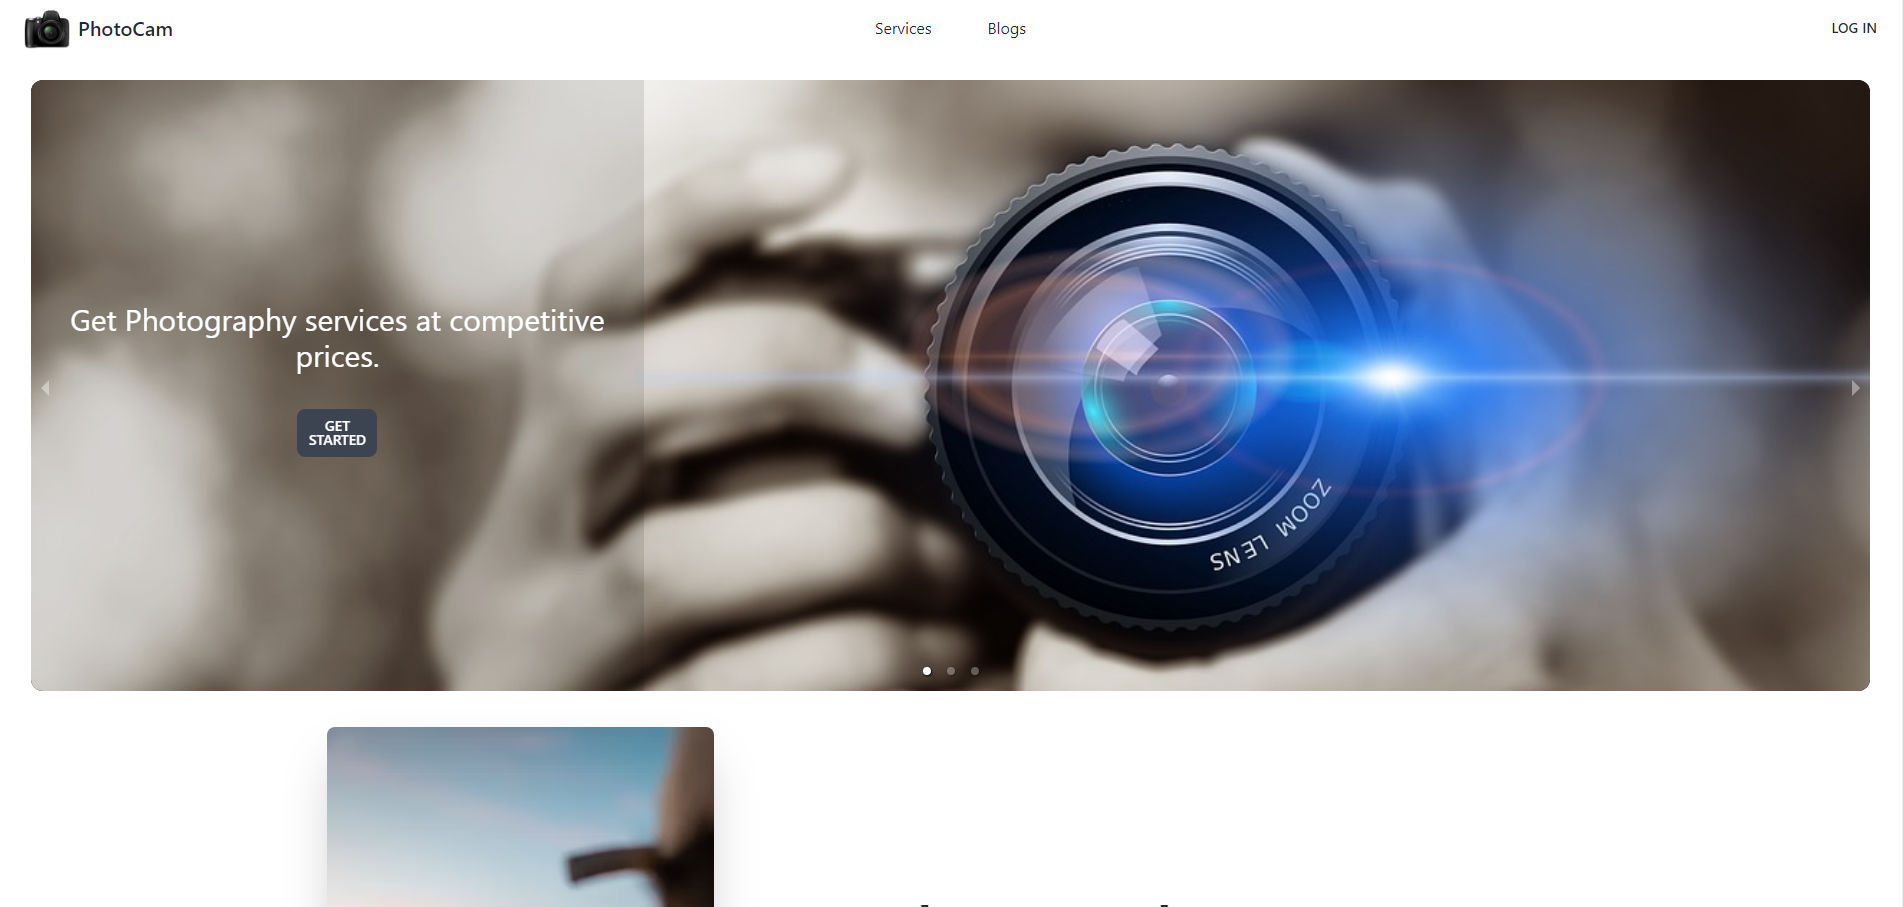 PhotoCam
Services
Blogs
LOG IN
Get Photography services at competitive
prices.
GET
STARTED
ZOOM LENS